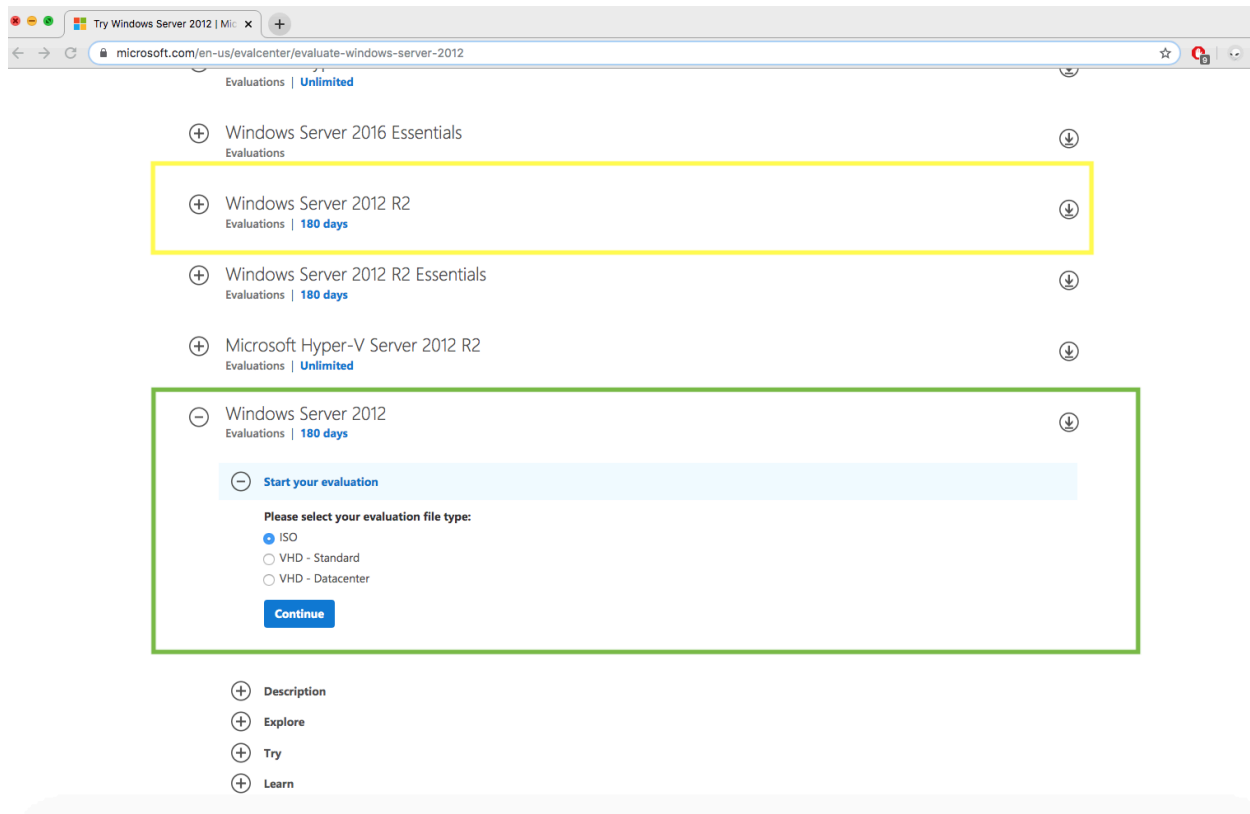 Try Windows Server 2012 | Mic
microsoft.com/en-us/evalcenter/evaluate-windows-server-2012
9
Evaluations | Unlimited
Windows Server 2016 Essentials
Evaluations
Windows Server 2012 R2
Evaluations | 180 days
Windows Server 2012 R2 Essentials
Evaluations | 180 days
Microsoft Hyper-V Server 2012 R2
Evaluations | Unlimited
Windows Server 2012
Evaluations | 180 days
Start your evaluation
Please select your evaluation file type:
ISO
VHD - Standard
VHD - Datacenter
Continue
Description
Explore
Try
Learn